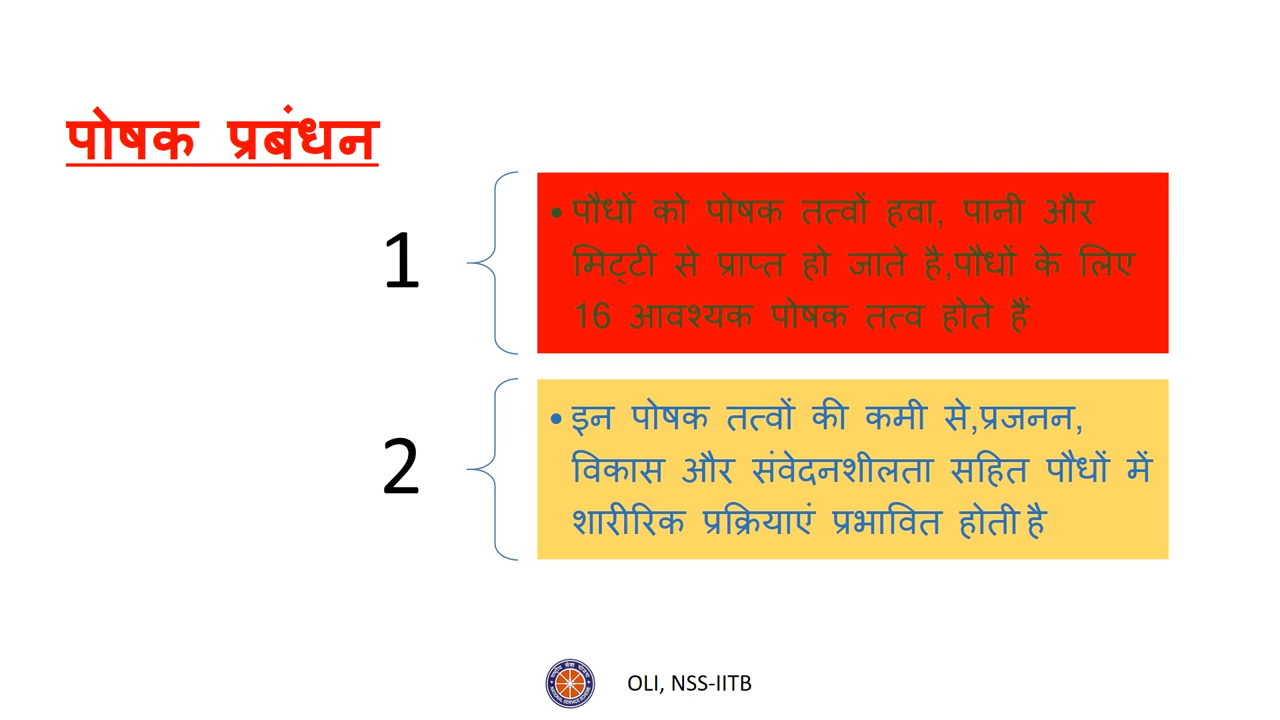 पोषक प्रबंधन
1
• पौधों को पोषक तत्वों हवा, पानी और
मिट्टी से प्राप्त हो जाते है,पौधों के लिए
16 आवश्यक पोषक तत्व होते हैं
2
• इन पोषक तत्वों की कमी से,प्रजनन,
विकास और संवेदनशीलता सहित पौधों में
शारीरिक प्रक्रियाएं प्रभावित होती है
OLI, NSS-IITB